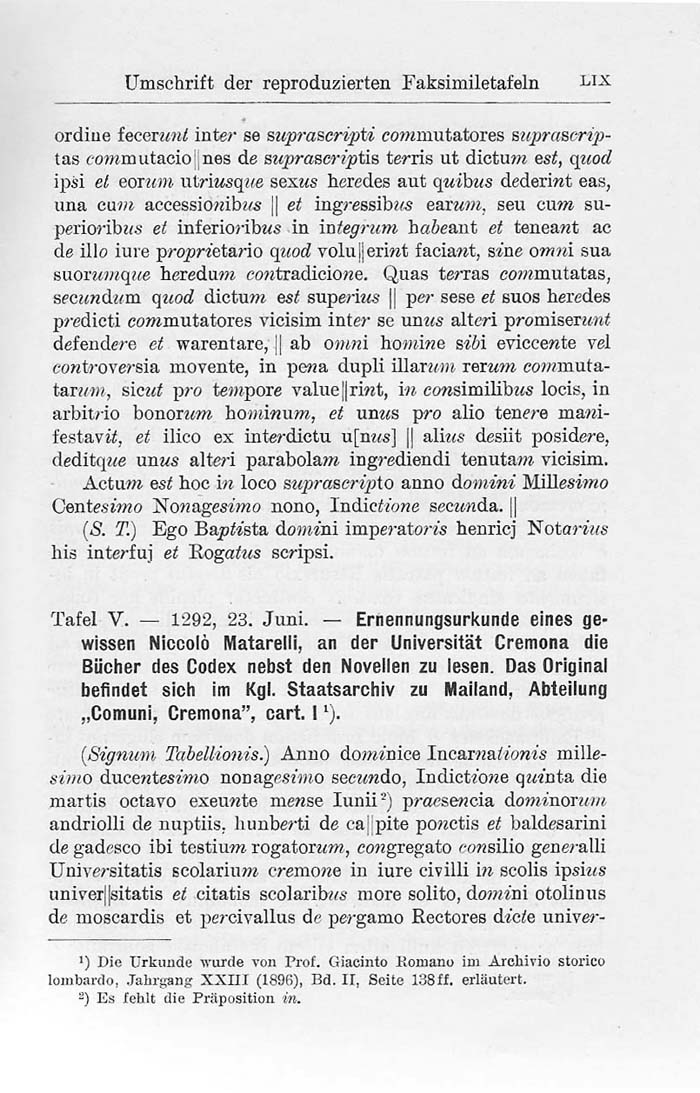 Umschrift der reproduzierten Faksimiletafeln LIX
ordine fecerunt inter se suprascripti commutatores suprascrip-
tas commutacio||nes de suprascriptis terris ut dictum est, quod
ipsi et eorum utriusque sexus heredes aut quibus dederint eas,
una cum accessionibus || et ingressibus earum, seu cum su-
perioribus et inferioribus in integrum habeant et teneant ac
de illo iure proprietario quod volu||erint faciant, sine omni sua
suorumque heredum contradicione. Quas terras commutatas,
secundum quod dictum est superius || per sese et suos heredes
predicti commutatores vicisim inter se unus alteri promiserunt
defendere et warentare, || ab omni homine sibi eviccente vel
controversia movente, in pena dupli illarum rerum commuta-
tarum, sicut pro tempore value||rint, in consimilibus locis, in
arbitrio bonorum hominum, et unus pro alio tenere mani-
festavit, et ilico ex interdictu u[nus] || alius desiit posidere,
deditque unus alteri parabolam ingrediendi tenutam vicisim.
Actum est hoc in loco suprascripto anno domini Millesimo
Centesimo Nonagesimo nono, Indictione secunda. ||
(S. T.) Ego Baptista domini imperatoris henricj Notarius
his interfuj et Rogatus scripsi.
Tafel V. — 1292, 23. Juni. — Ernennungsurkunde eines ge-
wissen Niccolò Matarelli, an der Universität Cremona die
Bücher des Codex nebst den Novellen zu lesen. Das Original
befindet sich im Kgl. Staatsarchiv zu Mailand, Abteilung
„Comuni, Cremona”, cart. I ¹).
(Signum Tabellionis.) Anno dominice Incarnationis mille-
simo ducentesimo nonagesimo secundo, Indictione quinta die
martis octavo exeunte mense Iunii²) praesencia dominorum
andriolli de nuptiis, hunberti de ca||pite ponctis et baldesarini
de gadesco ibi testium rogatorum, congregato consilio generalli
Universitatis scolarium cremone in iure civilli in scolis ipsius
univer||sitatis et citatis scolaribus more solito, domini otolinus
de moscardis et percivallus de pergamo Rectores dicte univer-
¹) Die Urkunde wurde von Prof. Giacinto Romano im Archivio storico
lombardo, Jahrgang XXIII (1896), Bd. II, Seite 138ff. erläutert.
²) Es fehlt die Präposition in.